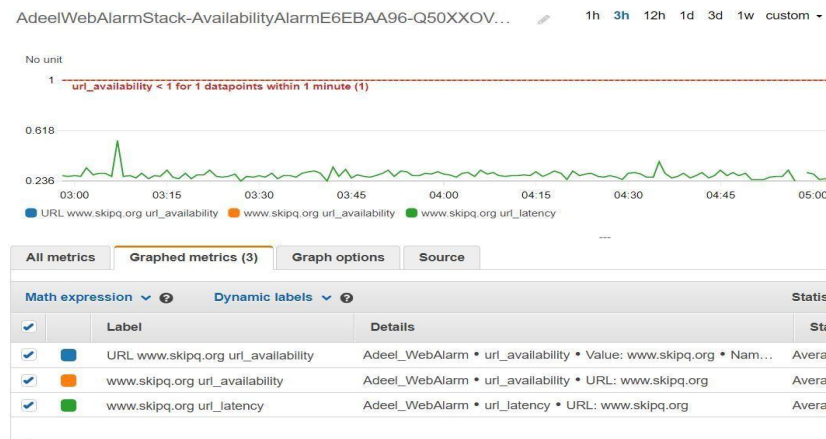 AdeelWebAlarmStack-AvailabilityAlarmE6EBAA96-Q50XXOV... 1h 3h 12h 1d 3d 1w custom
No unit
1
url_availability < 1 for 1 datapoints within 1 minute (1)
0.618
0.236
03:00 03:15 03:30 03:45 04:00 04:15 04:30 04:45 05:00
URL www.skipq.org url_availability www.skipq.org url_availability www.skipq.org url_latency
All metrics Graphed metrics (3) Graph options Source
Math expression Dynamic labels Statis
Label Details Sta
URL www.skipq.org url_availability Adeel_WebAlarm • url_availability • Value: www.skipq.org • Nam... Avera
www.skipq.org url_availability Adeel_WebAlarm • url_availability • URL: www.skipq.org Avera
www.skipq.org url_latency Adeel_WebAlarm • url_latency • URL: www.skipq.org Avera